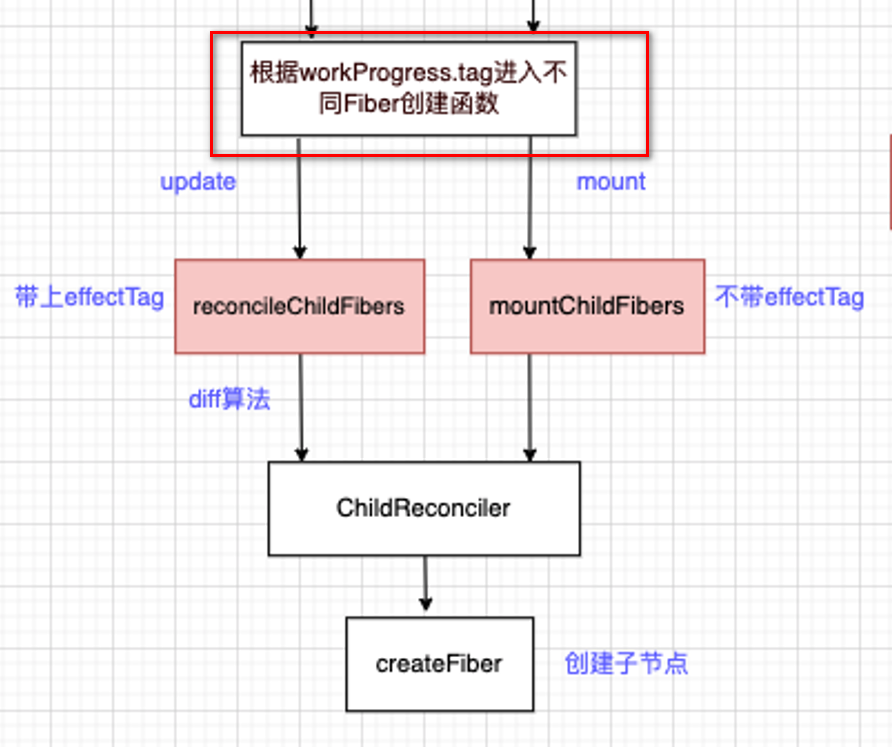 根据workProgress.tag进入不
同Fiber创建函数
update
mount
带上effectTag
reconcileChildFibers
mountChildFibers
不带effectTag
diff算法
ChildReconciler
createFiber
创建子节点